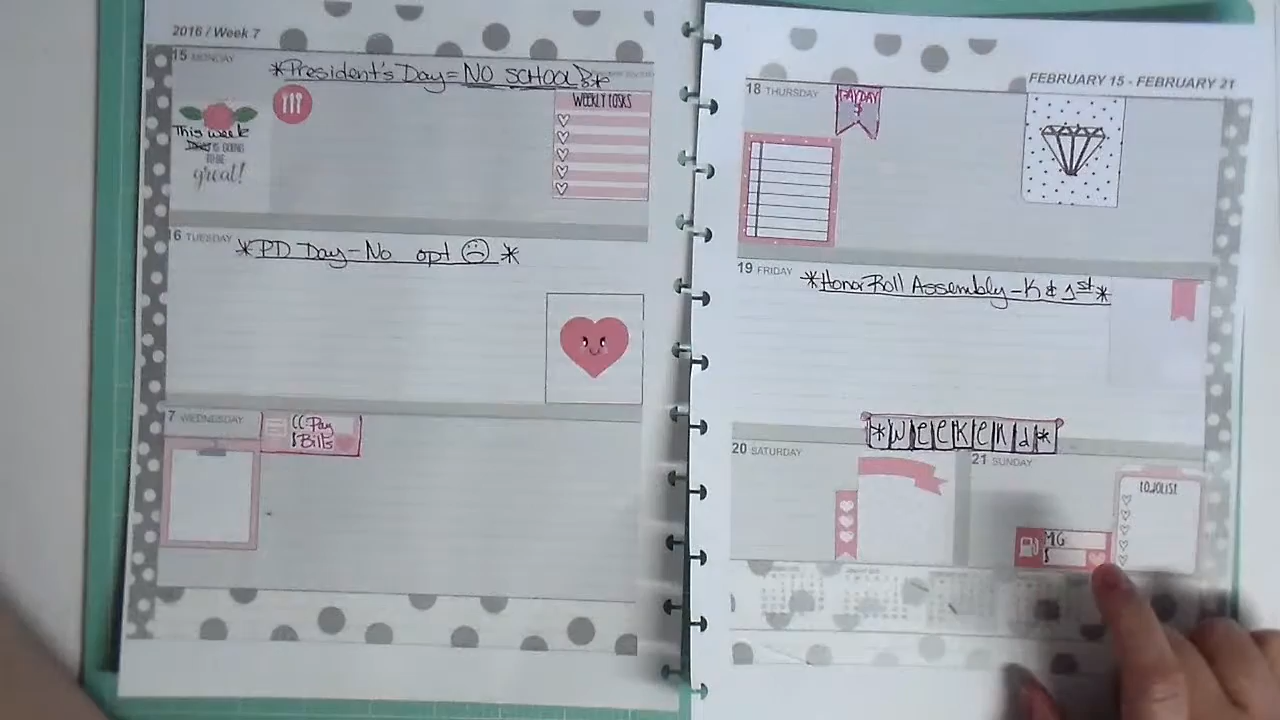 2016 / Week 7
15 MONDAY
*President's Day = NO SCHOOL
WEEKLY TASKS
This week
IS GOING
TO BE
great!
16 TUESDAY
*PD Day-No opt ☹ *
7 WEDNESDAY
Pay
Bills
FEBRUARY 15 - FEBRUARY 21
18 THURSDAY
PAYDAY
$
19 FRIDAY
*Honor Roll Assembly - K & 1st*
*WEEKEnd*
20 SATURDAY
21 SUNDAY
TO DO LIST
MG
$